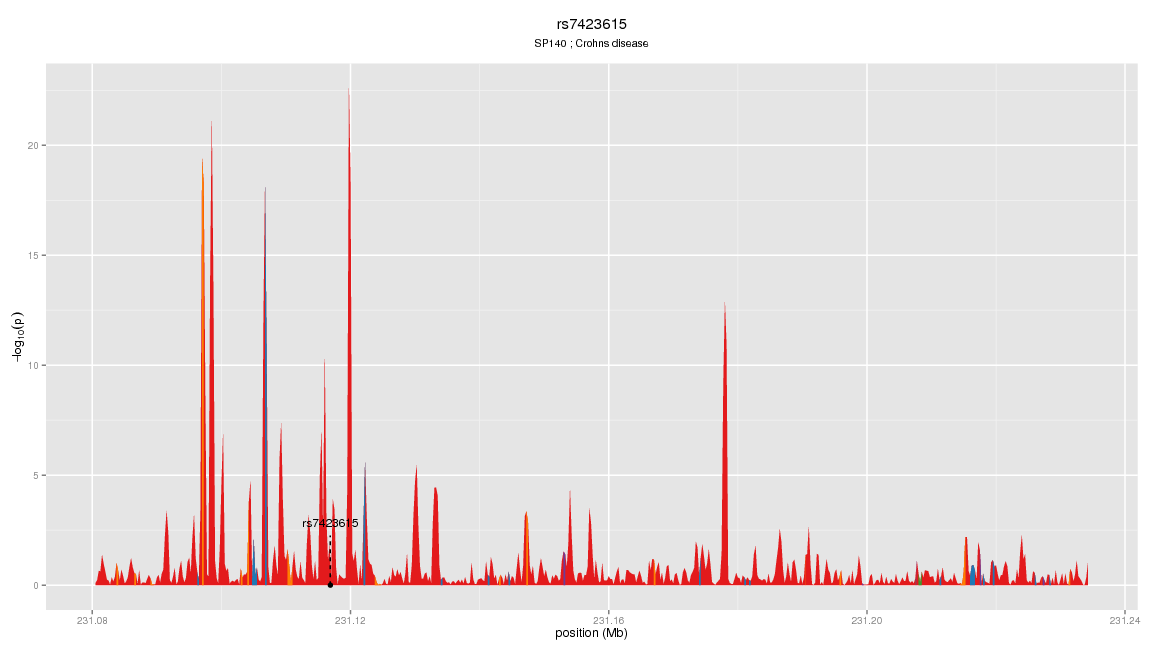 rs7423615
SP140 ; Crohns disease
20
15
10
5
0
−log10(p)
rs7423615
231.08
231.12
231.16
231.20
231.24
position (Mb)